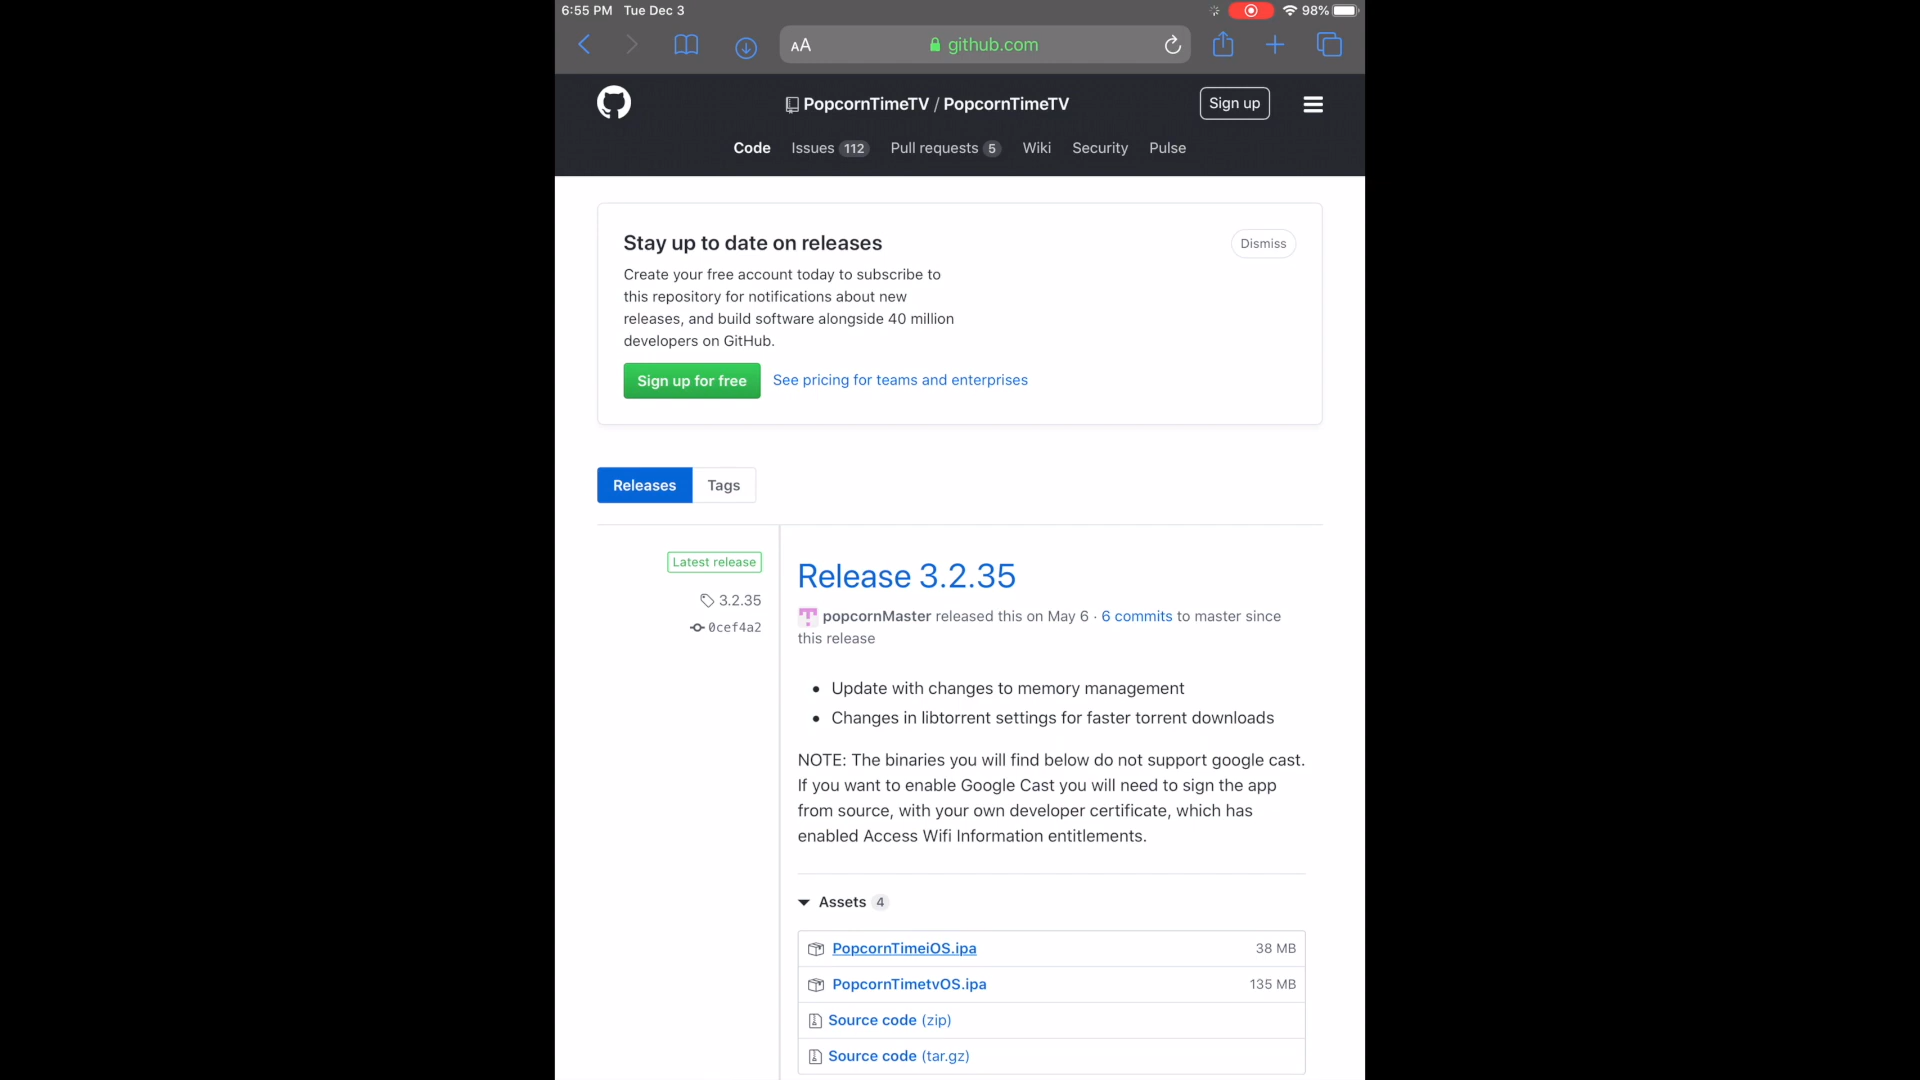 6:55 PM Tue Dec 3
98%
AA github.com
PopcornTimeTV / PopcornTimeTV
Sign up
Code Issues 112 Pull requests 5 Wiki Security Pulse
Stay up to date on releases
Dismiss
Create your free account today to subscribe to
this repository for notifications about new
releases, and build software alongside 40 million
developers on GitHub.
Sign up for free See pricing for teams and enterprises
Releases Tags
Latest release
3.2.35
0cef4a2
Release 3.2.35
popcornMaster released this on May 6 · 6 commits to master since
this release
• Update with changes to memory management
• Changes in libtorrent settings for faster torrent downloads
NOTE: The binaries you will find below do not support google cast.
If you want to enable Google Cast you will need to sign the app
from source, with your own developer certificate, which has
enabled Access Wifi Information entitlements.
Assets 4
PopcornTimeiOS.ipa 38 MB
PopcornTimetvOS.ipa 135 MB
Source code (zip)
Source code (tar.gz)